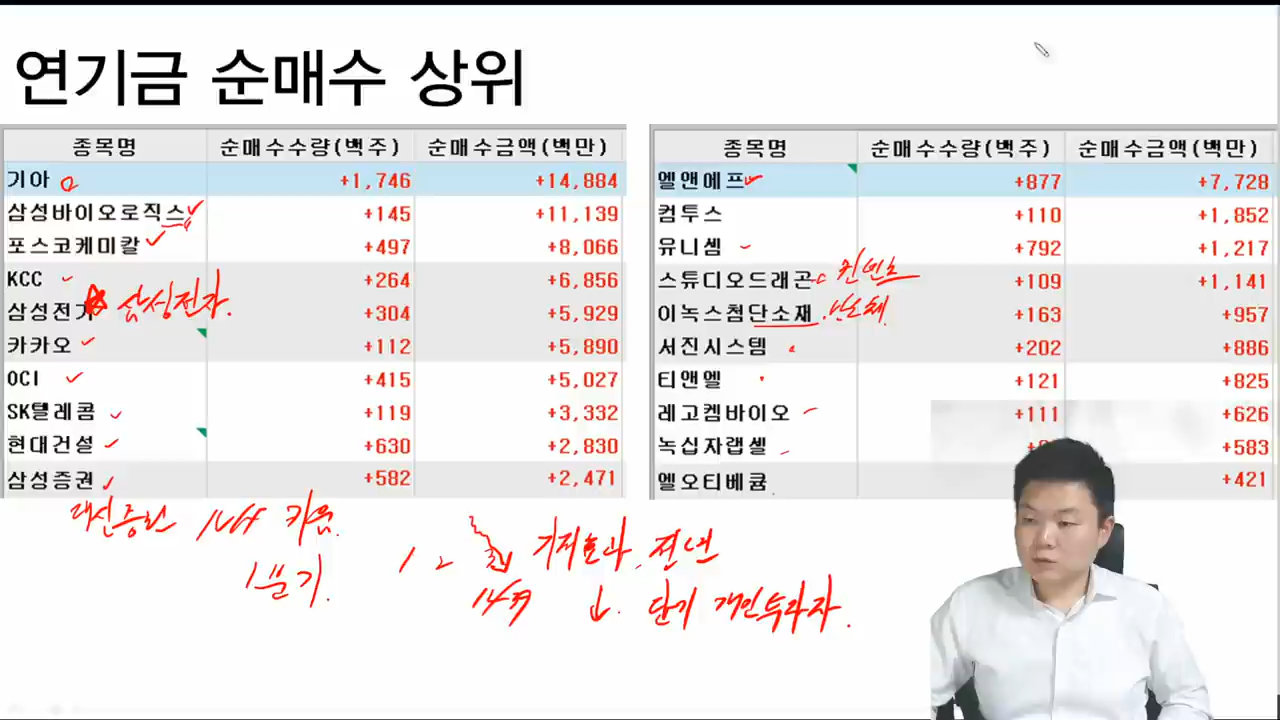 연기금 순매수 상위
종목명 순매수수량(백주) 순매수금액(백만)
기아 +1,746 +14,884
삼성바이오로직스 +145 +11,139
포스코케미칼 +497 +8,066
KCC +264 +6,856
삼성전기 +304 +5,929
삼성전자.
카카오 +112 +5,890
OCI +415 +5,027
SK텔레콤 +119 +3,332
현대건설 +630 +2,830
삼성증권 +582 +2,471
종목명 순매수수량(백주) 순매수금액(백만)
엘앤에프 +877 +7,728
컴투스 +110 +1,852
유니셈 +792 +1,217
스튜디오드래곤 +109 +1,141
이녹스첨단소재 +163 +957
서진시스템 +202 +886
티앤엘 +121 +825
레고켐바이오 +111 +626
녹십자랩셀 +583
엘오티베큠 +421
대신증권 키움.
1분기.
1 2 기저효과. 전년
↓. 단기 개인투자자.